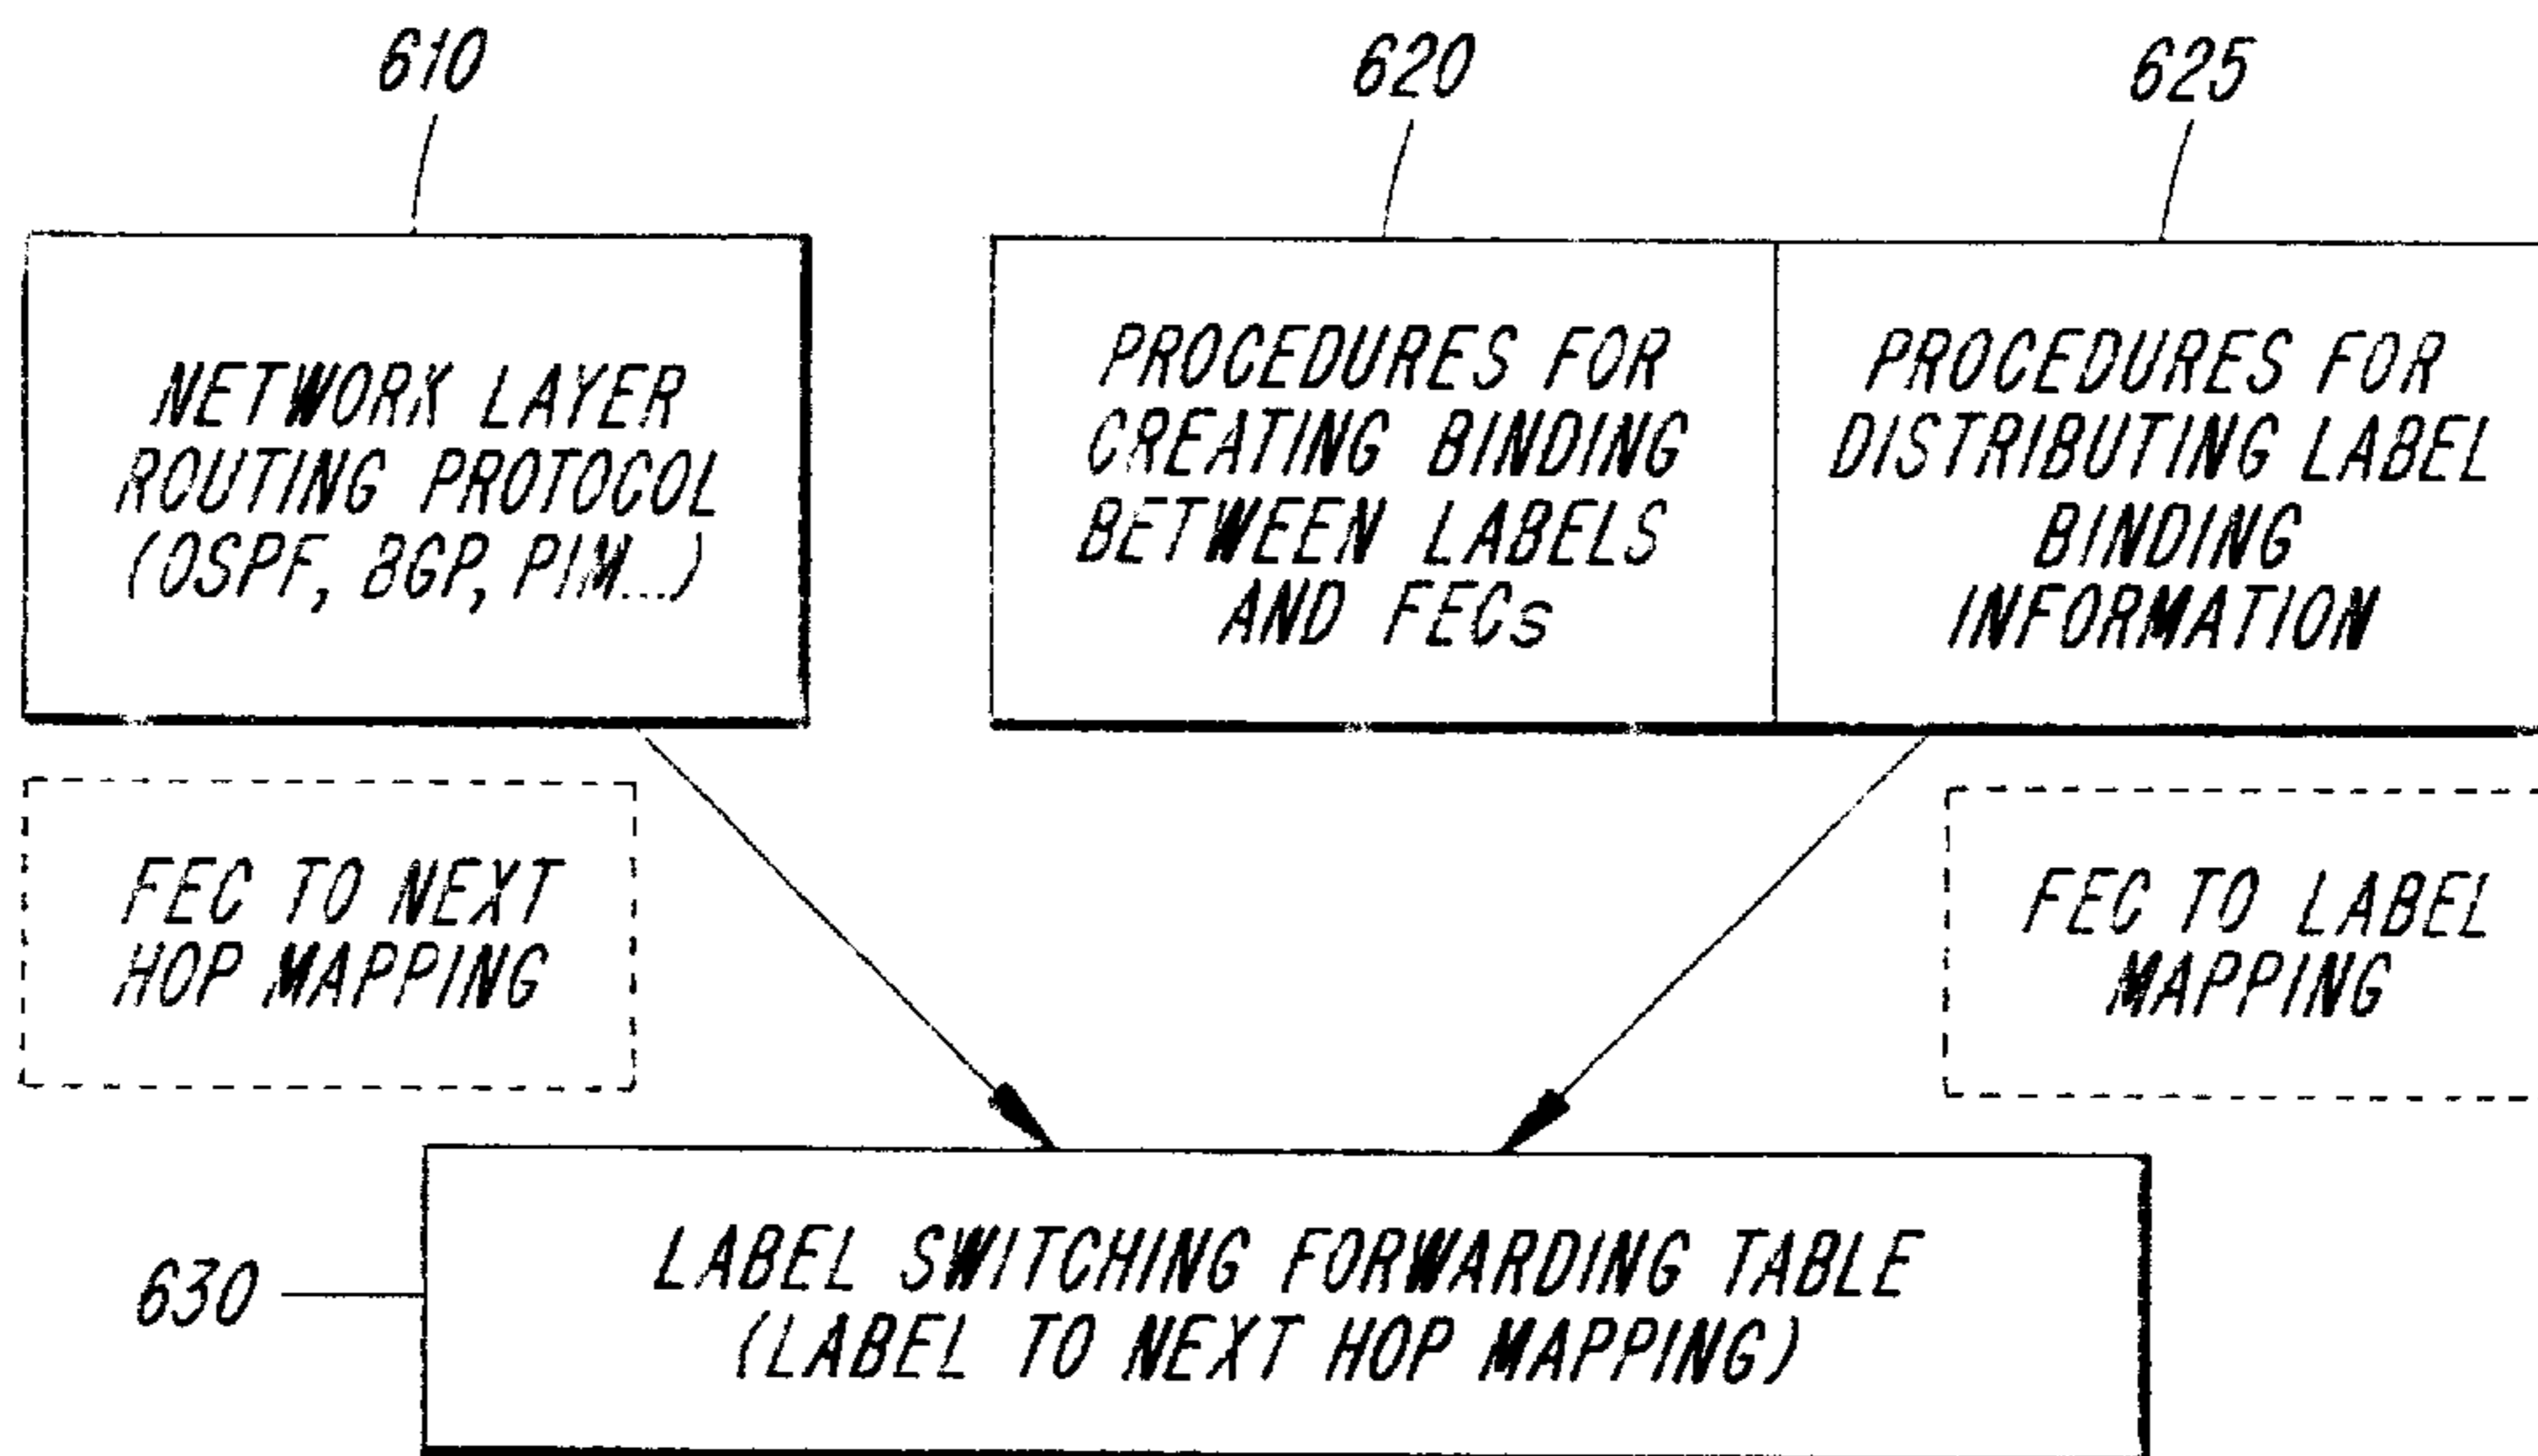 610
620
625
NETWORK LAYER
ROUTING PROTOCOL
(OSPF, BGP, PIM...)
PROCEDURES FOR
CREATING BINDING
BETWEEN LABELS
AND FECs
PROCEDURES FOR
DISTRIBUTING LABEL
BINDING
INFORMATION
FEC TO NEXT
HOP MAPPING
FEC TO LABEL
MAPPING
630
LABEL SWITCHING FORWARDING TABLE
(LABEL TO NEXT HOP MAPPING)